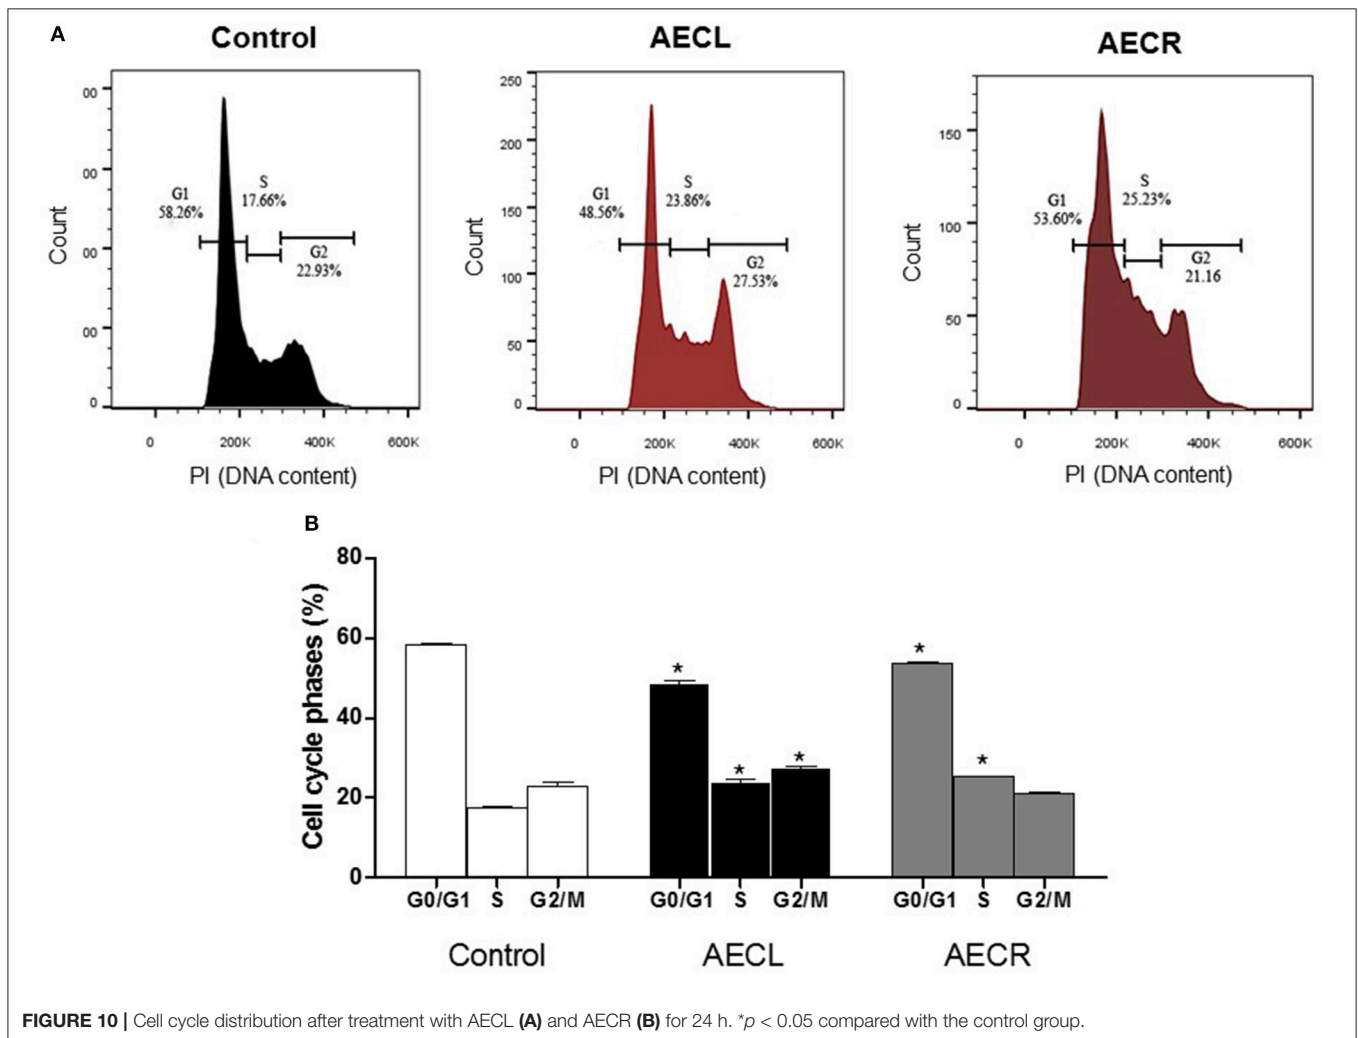 A
Control
AECL
AECR
00
00
00
00
0
Count
G1
58.26%
S
17.66%
G2
22.93%
0
200K
400K
600K
PI (DNA content)
250
200
150
100
50
0
Count
G1
48.56%
S
23.86%
G2
27.53%
0
200K
400K
600K
PI (DNA content)
150
100
50
0
Count
G1
53.60%
S
25.23%
G2
21.16
0
200K
400K
600K
PI (DNA content)
B
Cell cycle phases (%)
80
60
40
20
0
*
*
*
*
*
G0/G1 S G2/M G0/G1 S G2/M G0/G1 S G2/M
Control AECL AECR
FIGURE 10 | Cell cycle distribution after treatment with AECL (A) and AECR (B) for 24 h. *p < 0.05 compared with the control group.